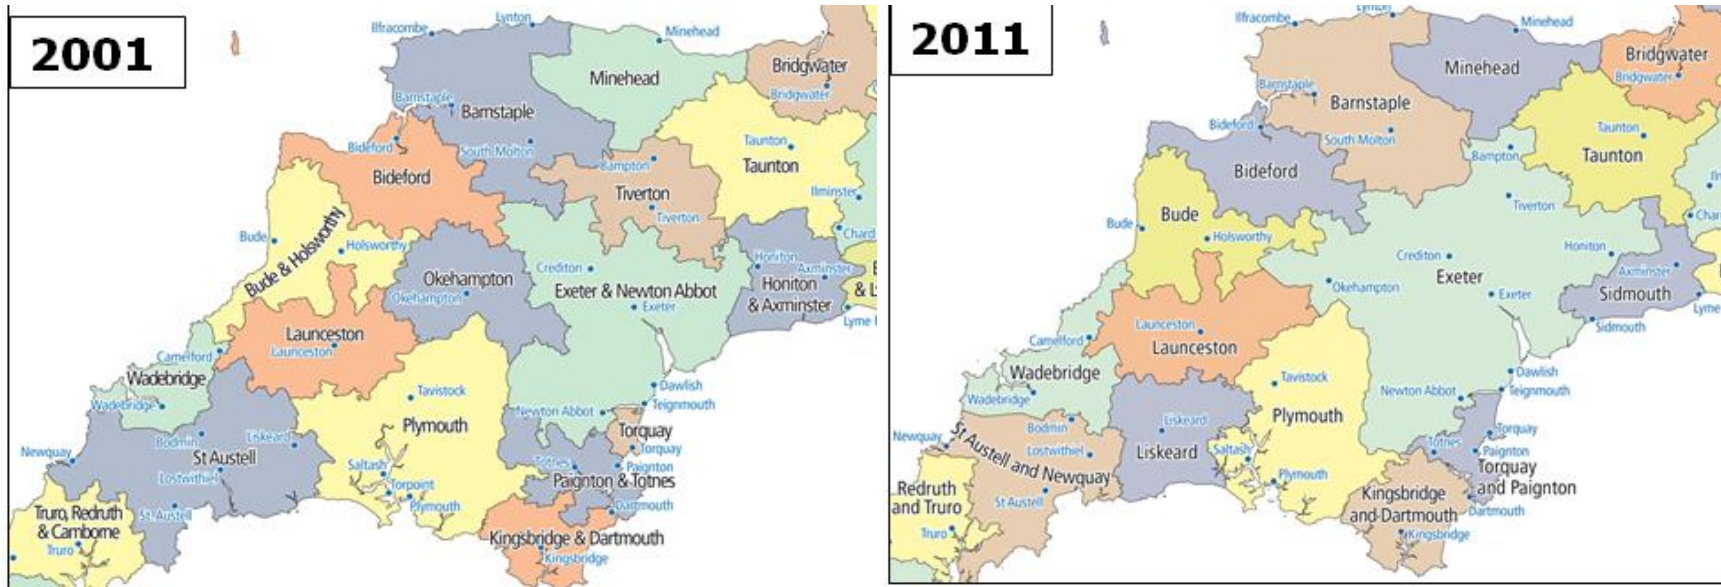 2001
Ilfracombe
Lynton
Minehead
Minehead
Bridgwater
Bridgwater
Barnstaple
Barnstaple
Bideford
South Molton
Bampton
Taunton
Taunton
Bideford
Tiverton
Tiverton
Ilminster
Chard
Bude
Bude & Holsworthy
Holsworthy
Okehampton
Okehampton
Crediton
Exeter & Newton Abbot
Exeter
Honiton
Axminster
Honiton
& Axminster
& L
Lyme
Launceston
Launceston
Camelford
Wadebridge
Wadebridge
Tavistock
Dawlish
Teignmouth
Newton Abbot
Plymouth
Torquay
Torquay
Newquay
Bodmin
Liskeard
St Austell
Lostwithiel
Saltash
Torpoint
Plymouth
Totnes
Paignton
Paignton & Totnes
Dartmouth
St. Austell
Truro, Redruth
& Camborne
Truro
Kingsbridge & Dartmouth
Kingsbridge
2011
Ilfracombe
Lynton
Minehead
Minehead
Bridgwater
Bridgwater
Barnstaple
Barnstaple
Bideford
South Molton
Bampton
Taunton
Taunton
Bideford
Tiverton
Chard
Bude
Bude
Holsworthy
Crediton
Exeter
Exeter
Okehampton
Honiton
Axminster
Sidmouth
Sidmouth
Lyme
Launceston
Launceston
Camelford
Wadebridge
Wadebridge
Tavistock
Dawlish
Teignmouth
Newton Abbot
Plymouth
Newquay
Bodmin
Liskeard
Liskeard
Lostwithiel
St Austell and Newquay
St Austell
Saltash
Plymouth
Totnes
Torquay
Paignton
Torquay
and Paignton
Redruth
and Truro
Truro
Kingsbridge
and Dartmouth
Dartmouth
Kingsbridge